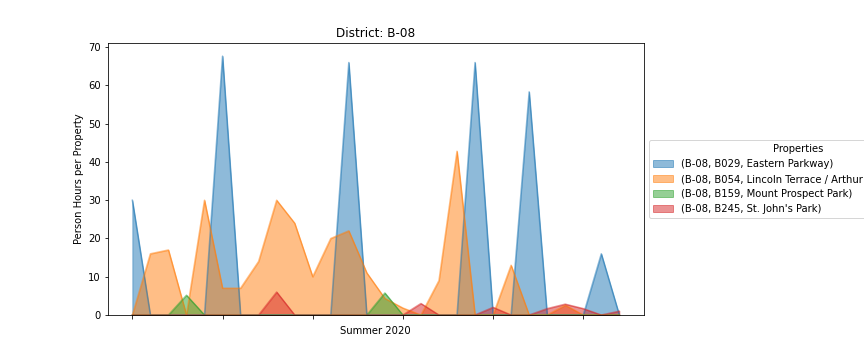 District: B-08
70
60
50
40
30
20
10
0
Person Hours per Property
Summer 2020
Properties
(B-08, B029, Eastern Parkway)
(B-08, B054, Lincoln Terrace / Arthur
(B-08, B159, Mount Prospect Park)
(B-08, B245, St. John's Park)